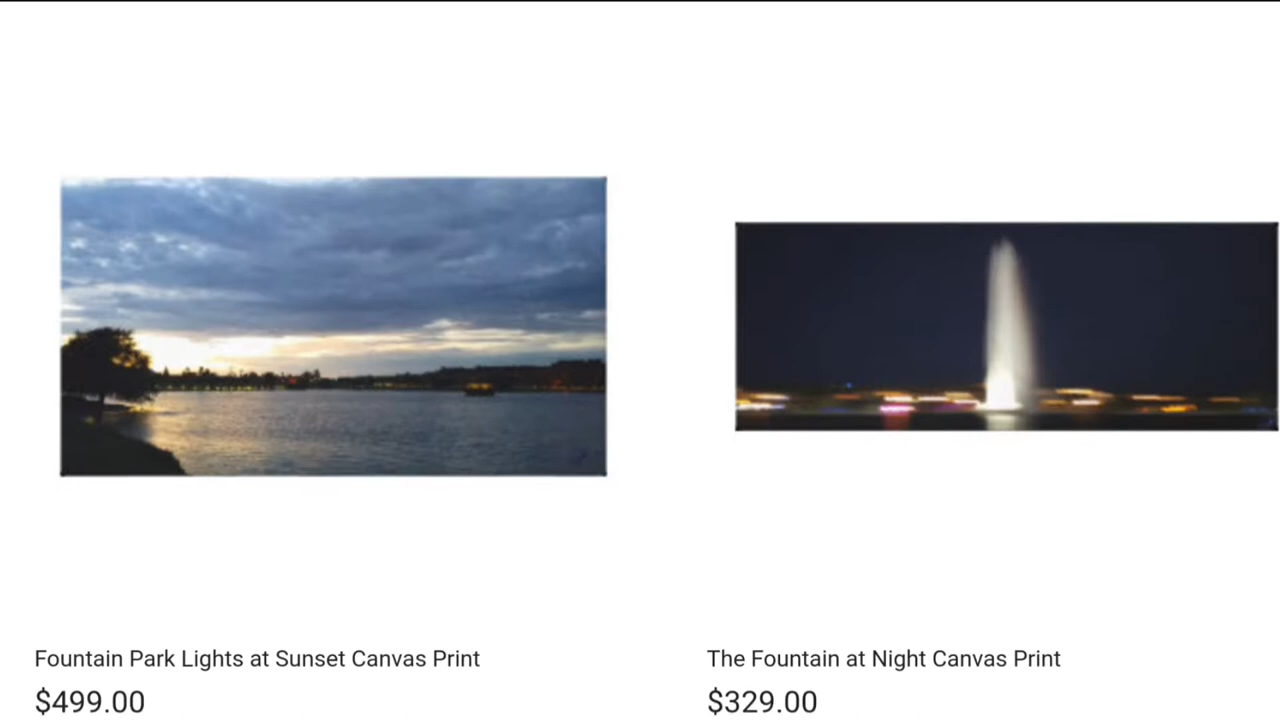 Fountain Park Lights at Sunset Canvas Print
$499.00
The Fountain at Night Canvas Print
$329.00